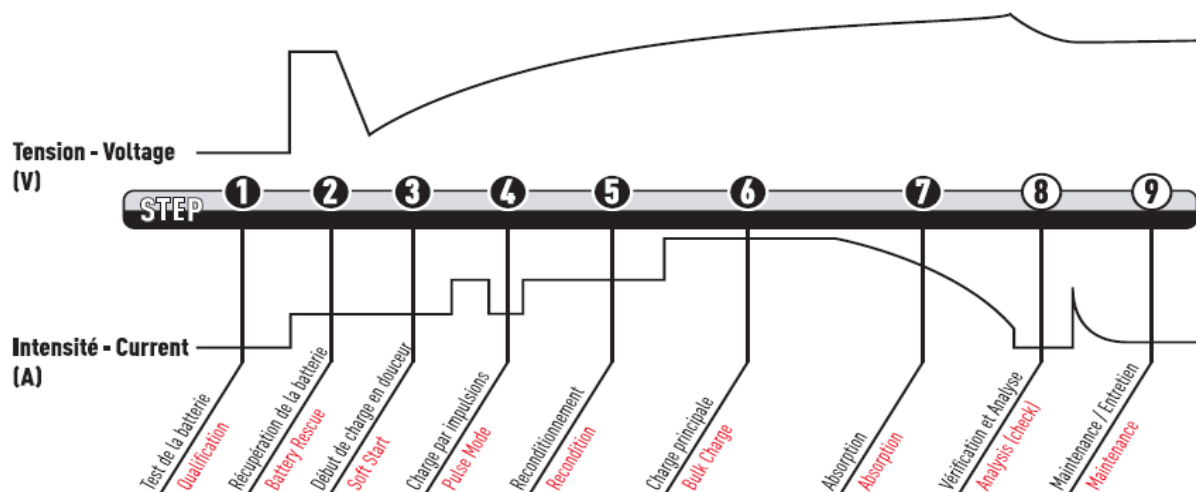 Tension - Voltage
(V)
STEP 1 2 3 4 5 6 7 8 9
Intensité - Current
(A)
Test de la batterie
Qualification
Récupération de la batterie
Battery Rescue
Début de charge en douceur
Soft Start
Charge par impulsions
Pulse Mode
Reconditionnement
Recondition
Charge principale
Bulk Charge
Absorption
Absorption
Vérification et Analyse
Analysis (check)
Maintenance / Entretien
Maintenance